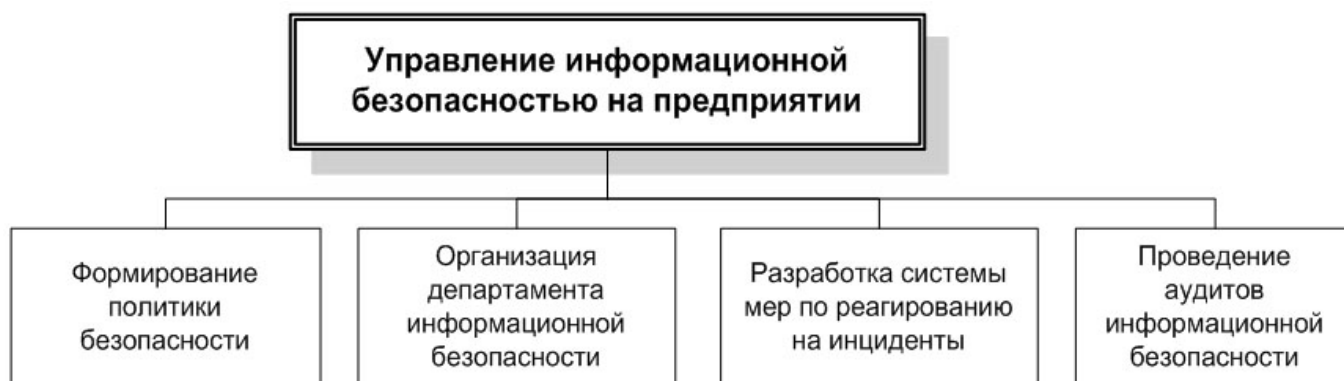 Управление информационной
безопасностью на предприятии
Формирование
политики
безопасности
Организация
департамента
информационной
безопасности
Разработка системы
мер по реагированию
на инциденты
Проведение
аудитов
информационной
безопасности